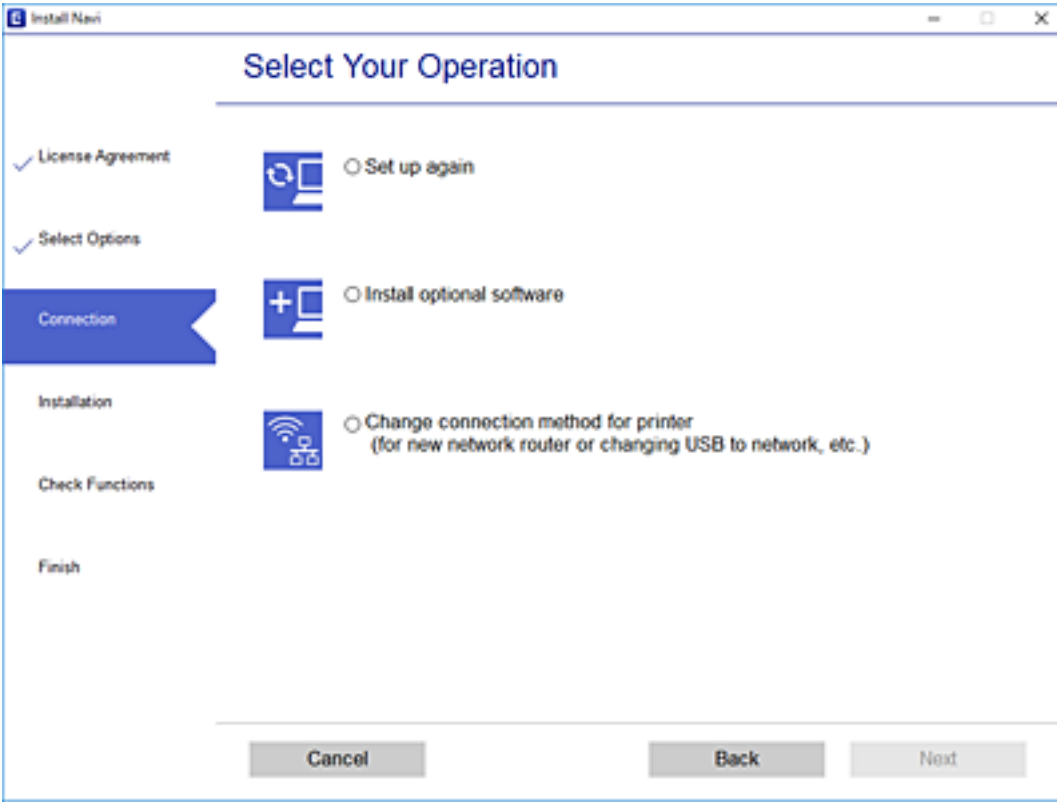 Install Navi
Select Your Operation
License Agreement
Select Options
Connection
Installation
Check Functions
Finish
Set up again
Install optional software
Change connection method for printer
(for new network router or changing USB to network, etc.)
Cancel
Back
Next